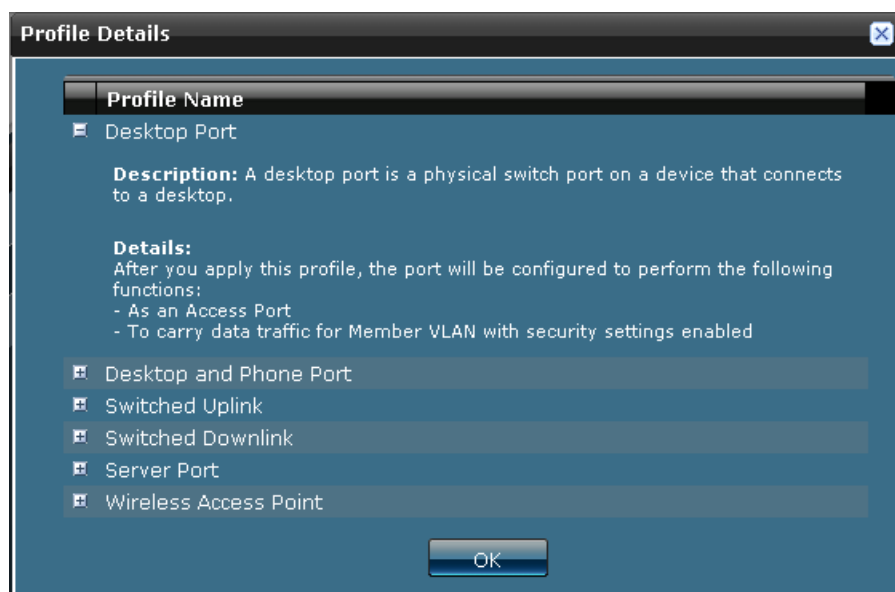 Profile Details
Profile Name
Desktop Port
Description: A desktop port is a physical switch port on a device that connects
to a desktop.
Details:
After you apply this profile, the port will be configured to perform the following
functions:
- As an Access Port
- To carry data traffic for Member VLAN with security settings enabled
Desktop and Phone Port
Switched Uplink
Switched Downlink
Server Port
Wireless Access Point
OK